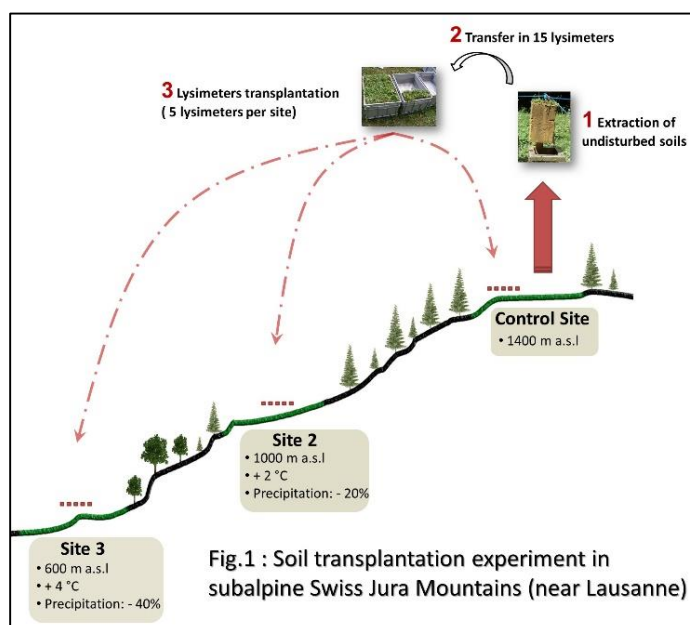 2 Transfer in 15 lysimeters
3 Lysimeters transplantation
( 5 lysimeters per site)
1 Extraction of
undisturbed soils
Control Site
• 1400 m a.s.l
Site 2
• 1000 m a.s.l
• + 2 °C
• Precipitation: - 20%
Site 3
• 600 m a.s.l
• + 4 °C
• Precipitation: - 40%
Fig.1 : Soil transplantation experiment in
subalpine Swiss Jura Mountains (near Lausanne)